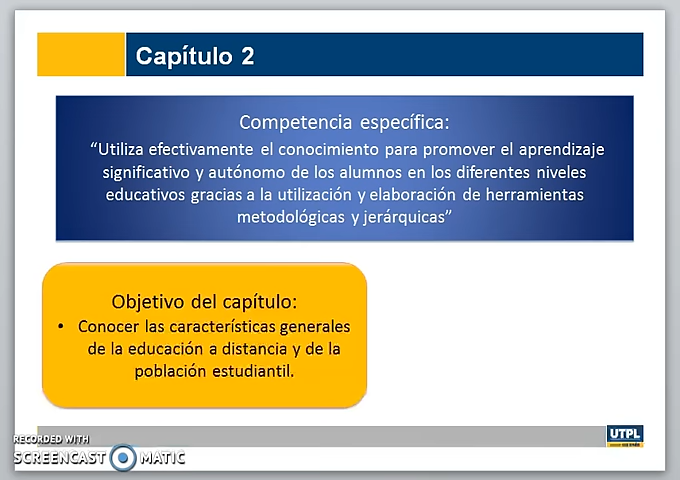 Capítulo 2
Competencia específica:
“Utiliza efectivamente el conocimiento para promover el aprendizaje
significativo y autónomo de los alumnos en los diferentes niveles
educativos gracias a la utilización y elaboración de herramientas
metodológicas y jerárquicas”
Objetivo del capítulo:
• Conocer las características generales
de la educación a distancia y de la
población estudiantil.
UTPL
RECORDED WITH
SCREENCAST MATIC